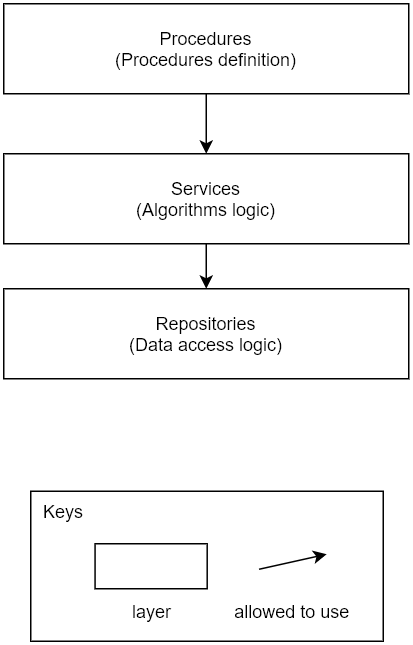 Procedures
(Procedures definition)
Services
(Algorithms logic)
Repositories
(Data access logic)
Keys
layer
allowed to use